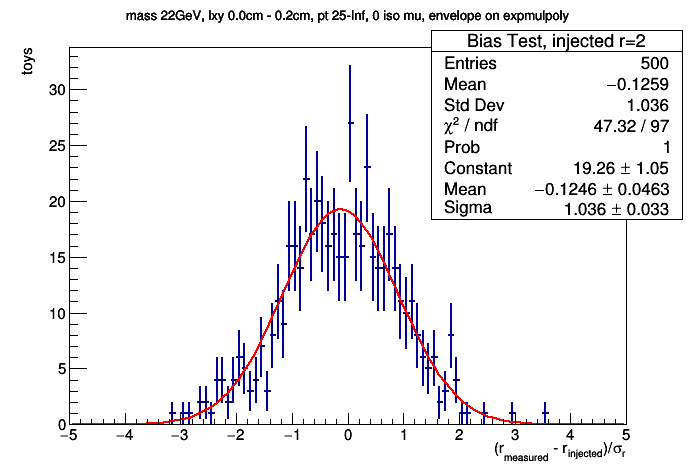 mass 22GeV, lxy 0.0cm - 0.2cm, pt 25-Inf, 0 iso mu, envelope on expmulpoly
toys
Bias Test, injected r=2
Entries 500
Mean −0.1259
Std Dev 1.036
χ² / ndf 47.32 / 97
Prob 1
Constant 19.26 ± 1.05
Mean −0.1246 ± 0.0463
Sigma 1.036 ± 0.033
30
25
20
15
10
5
0
−5 −4 −3 −2 −1 0 1 2 3 4 5
(r_measured - r_injected)/σ_r